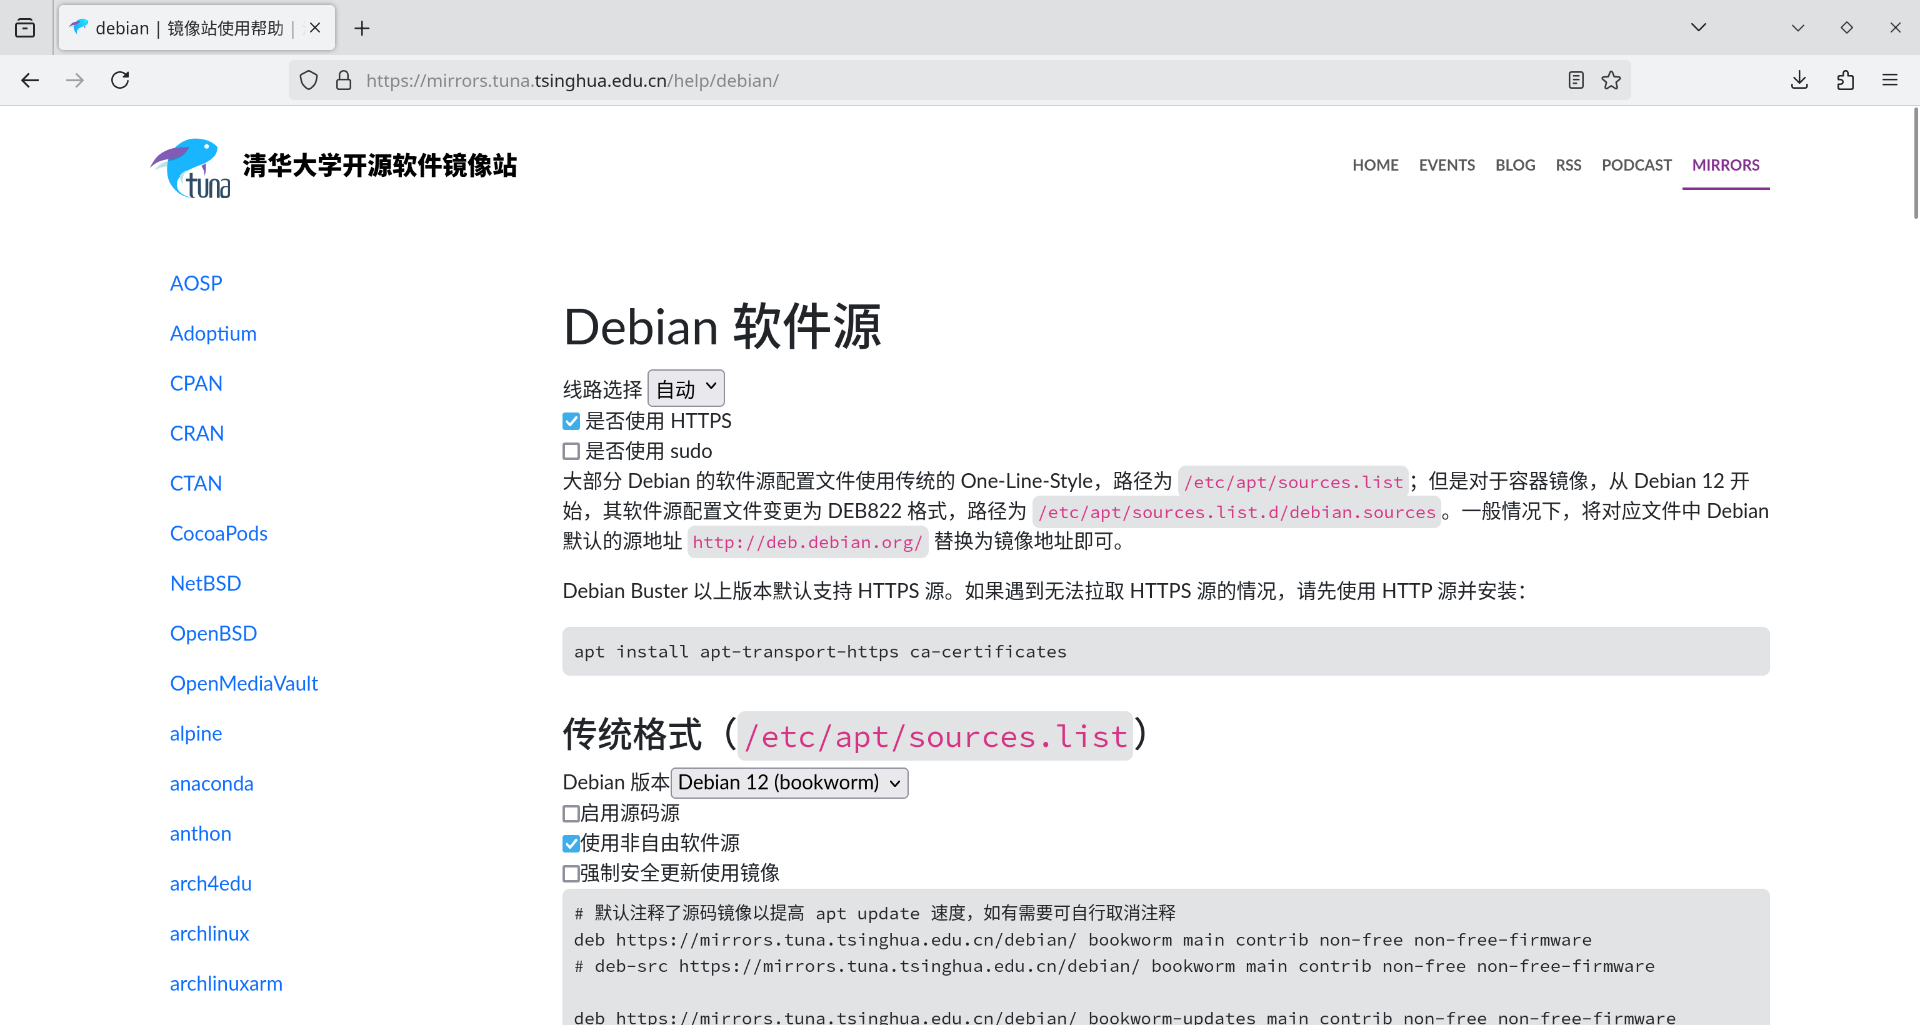 debian | 镜像站使用帮助 |
https://mirrors.tuna.tsinghua.edu.cn/help/debian/
tuna
清华大学开源软件镜像站
HOME EVENTS BLOG RSS PODCAST MIRRORS
AOSP
Adoptium
CPAN
CRAN
CTAN
CocoaPods
NetBSD
OpenBSD
OpenMediaVault
alpine
anaconda
anthon
arch4edu
archlinux
archlinuxarm
Debian 软件源
线路选择 自动
是否使用 HTTPS
是否使用 sudo
大部分 Debian 的软件源配置文件使用传统的 One-Line-Style，路径为 /etc/apt/sources.list；但是对于容器镜像，从 Debian 12 开
始，其软件源配置文件变更为 DEB822 格式，路径为 /etc/apt/sources.list.d/debian.sources。一般情况下，将对应文件中 Debian
默认的源地址 http://deb.debian.org/ 替换为镜像地址即可。
Debian Buster 以上版本默认支持 HTTPS 源。如果遇到无法拉取 HTTPS 源的情况，请先使用 HTTP 源并安装：
apt install apt-transport-https ca-certificates
传统格式（/etc/apt/sources.list）
Debian 版本 Debian 12 (bookworm)
启用源码源
使用非自由软件源
强制安全更新使用镜像
# 默认注释了源码镜像以提高 apt update 速度，如有需要可自行取消注释
deb https://mirrors.tuna.tsinghua.edu.cn/debian/ bookworm main contrib non-free non-free-firmware
# deb-src https://mirrors.tuna.tsinghua.edu.cn/debian/ bookworm main contrib non-free non-free-firmware
deb https://mirrors.tuna.tsinghua.edu.cn/debian/ bookworm-updates main contrib non-free non-free-firmware